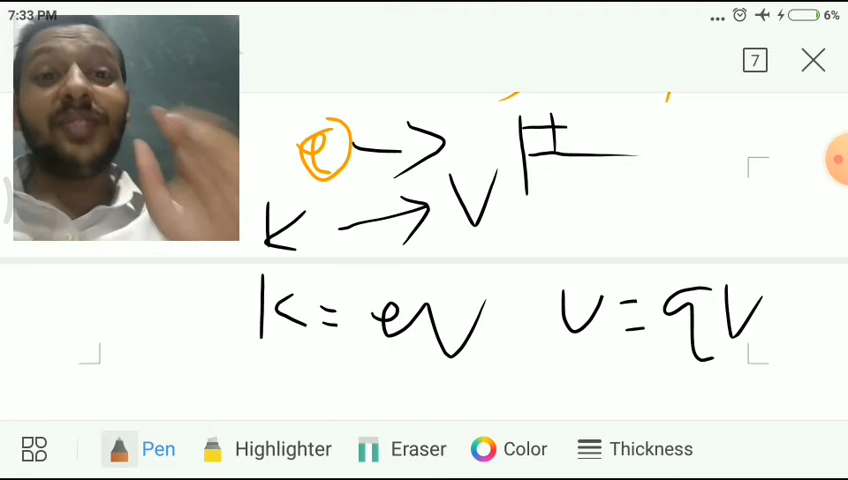 7:33 PM 6%
7
e →
K → V
K = eV U = qV
Pen Highlighter Eraser Color Thickness